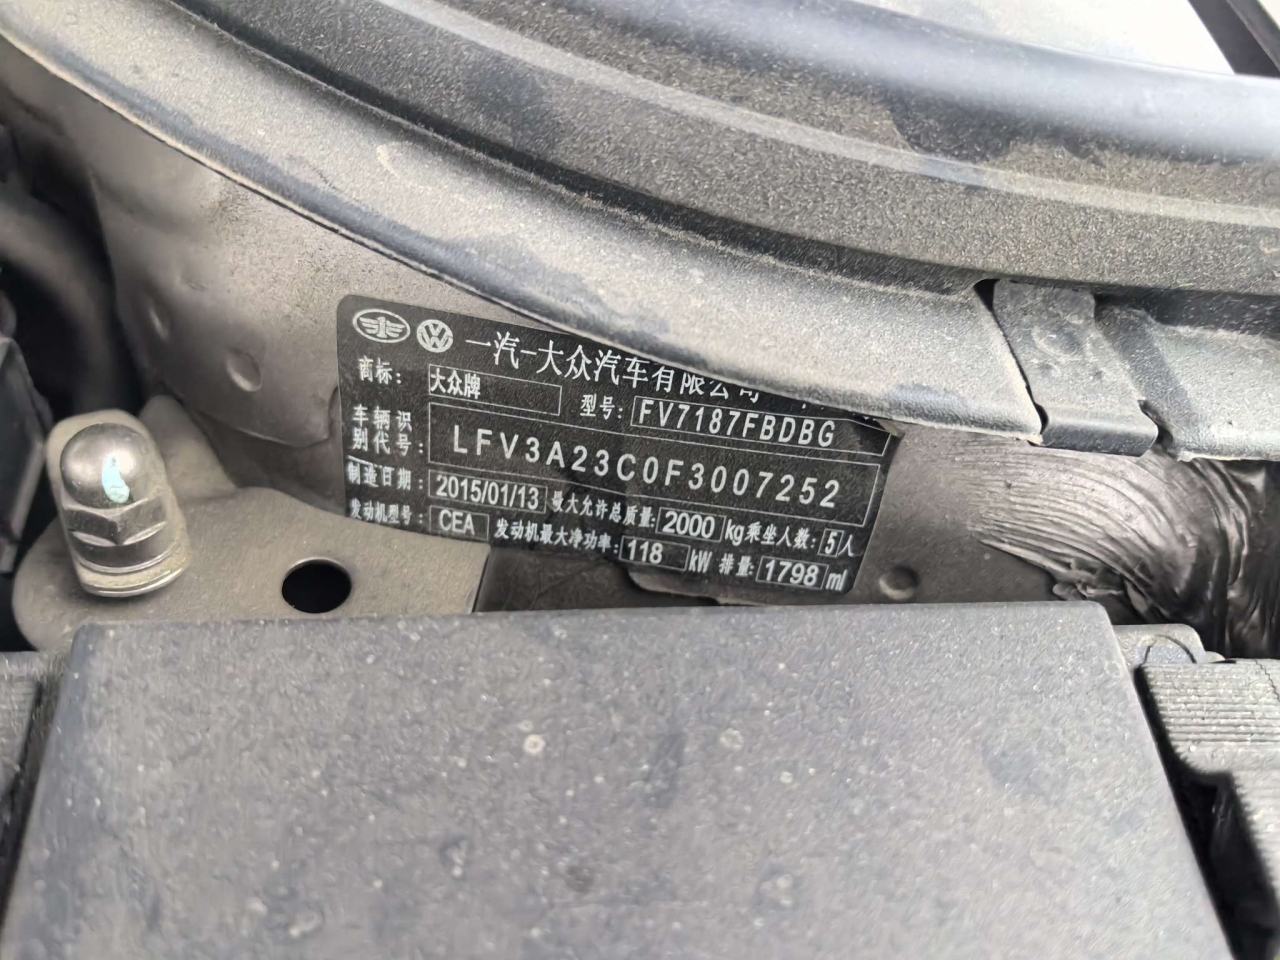 一汽-大众汽车有限公司
商标: 大众牌 型号: FV7187FBDBG
车辆识别代号: LFV3A23C0F3007252
制造日期: 2015/01/13 最大允许总质量: 2000 kg 乘坐人数: 5 人
发动机型号: CEA 发动机最大净功率: 118 kW 排量: 1798 ml